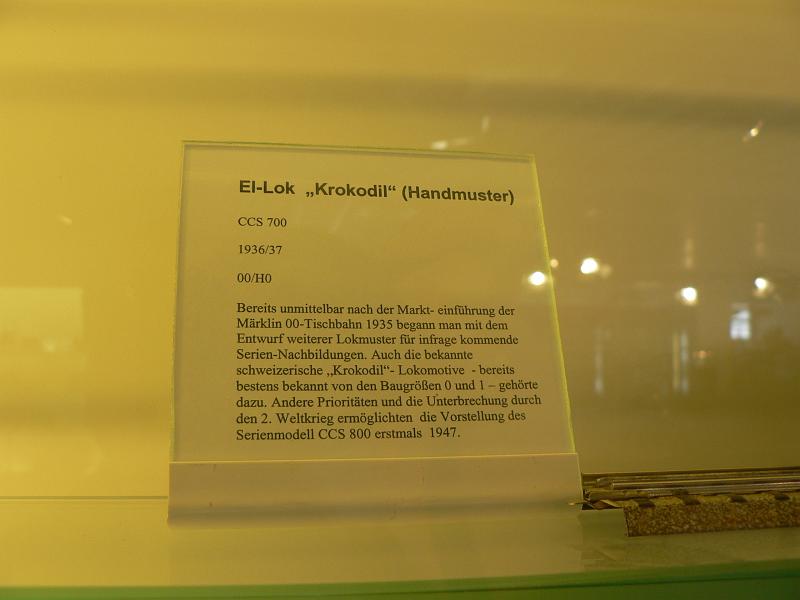 El-Lok „Krokodil“ (Handmuster)
CCS 700
1936/37
00/H0
Bereits unmittelbar nach der Markt- einführung der
Märklin 00-Tischbahn 1935 begann man mit dem
Entwurf weiterer Lokmuster für infrage kommende
Serien-Nachbildungen. Auch die bekannte
schweizerische „Krokodil“- Lokomotive - bereits
bestens bekannt von den Baugrößen 0 und 1 – gehörte
dazu. Andere Prioritäten und die Unterbrechung durch
den 2. Weltkrieg ermöglichten die Vorstellung des
Serienmodell CCS 800 erstmals 1947.